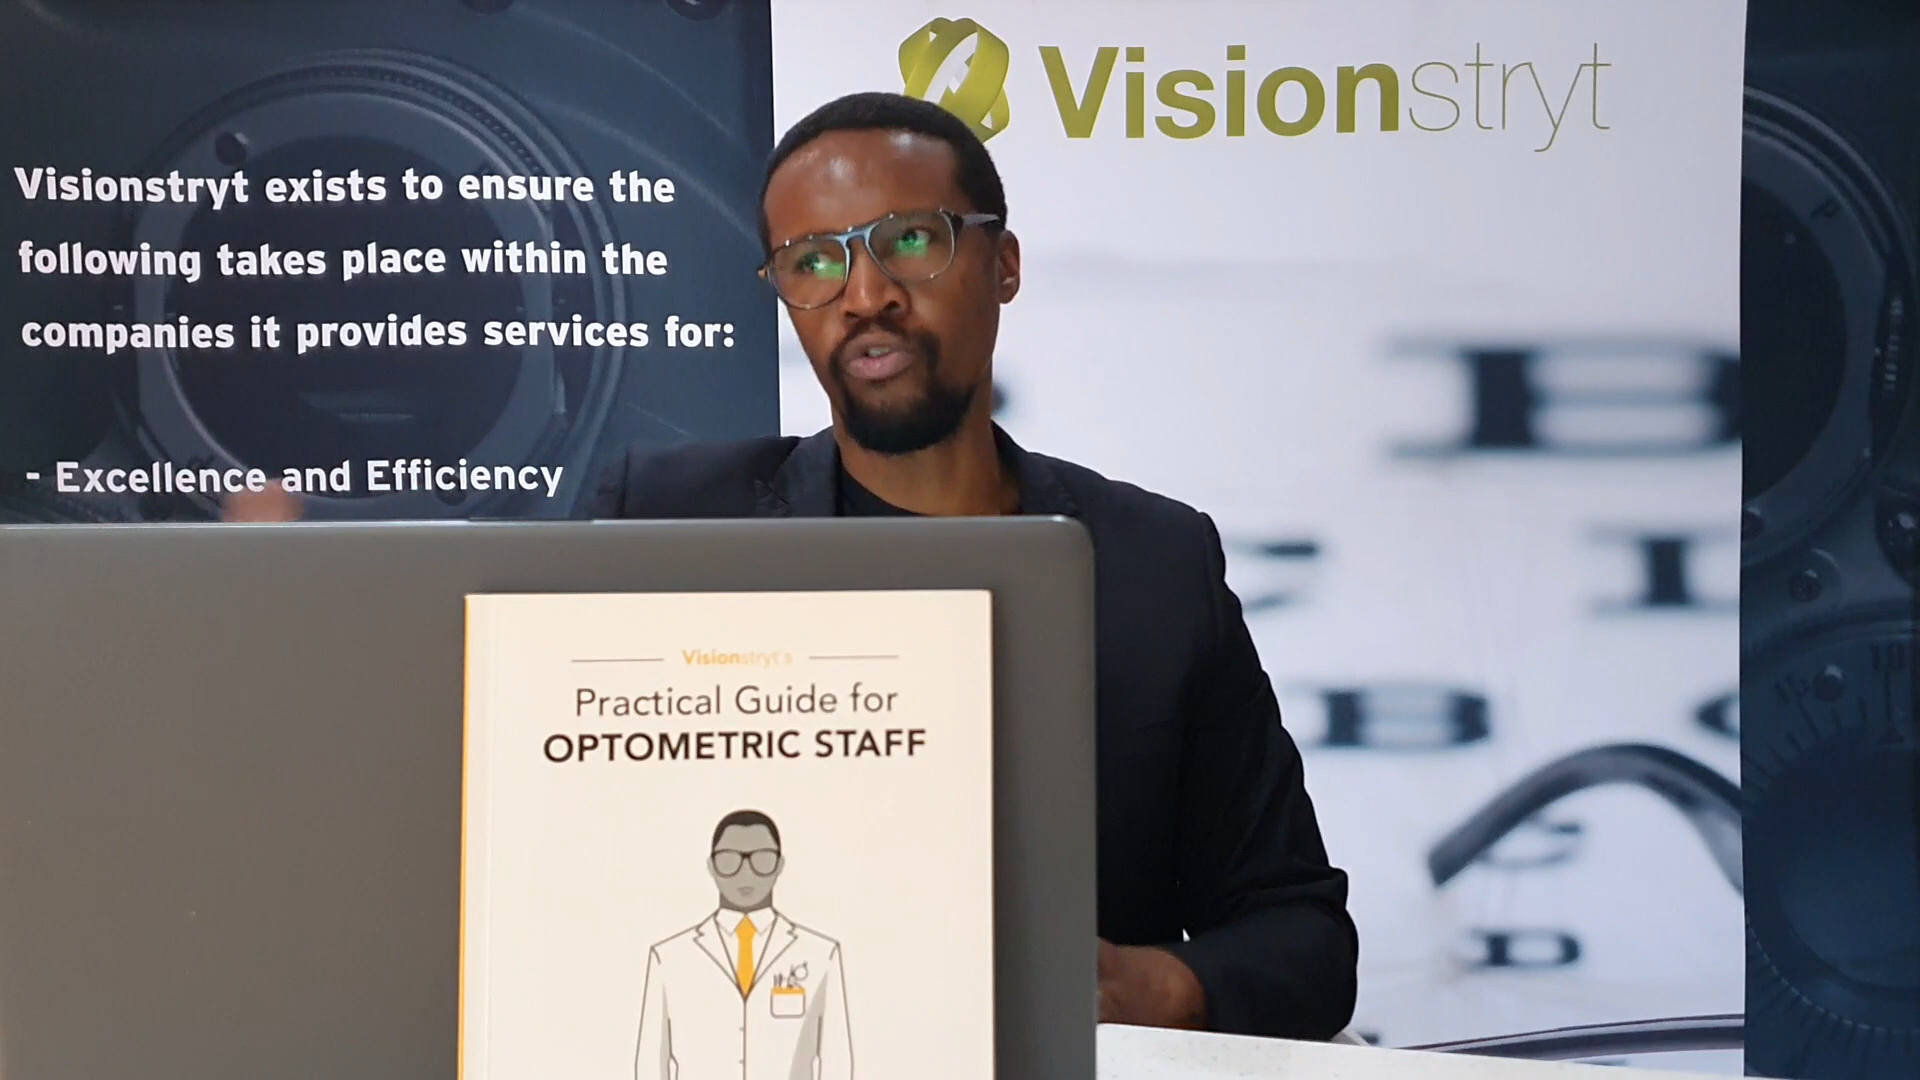 Visionstryt
Visionstryt exists to ensure the
following takes place within the
companies it provides services for:
- Excellence and Efficiency
Visionstryt's
Practical Guide for
OPTOMETRIC STAFF
B
B
D